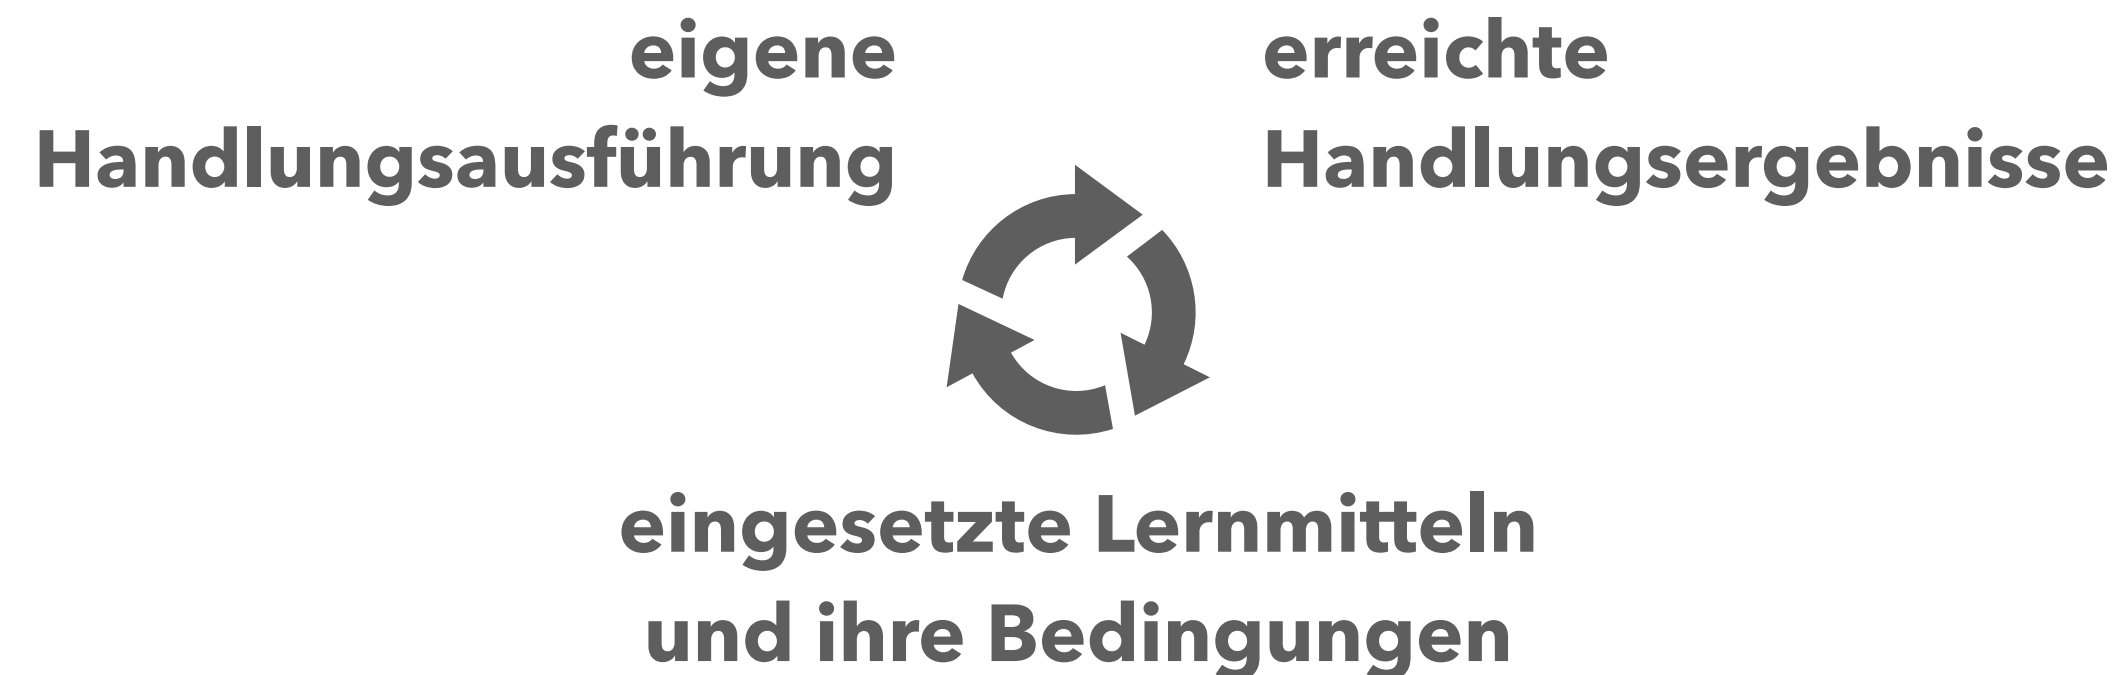 eigene
Handlungsausführung
erreichte
Handlungsergebnisse
eingesetzte Lernmitteln
und ihre Bedingungen